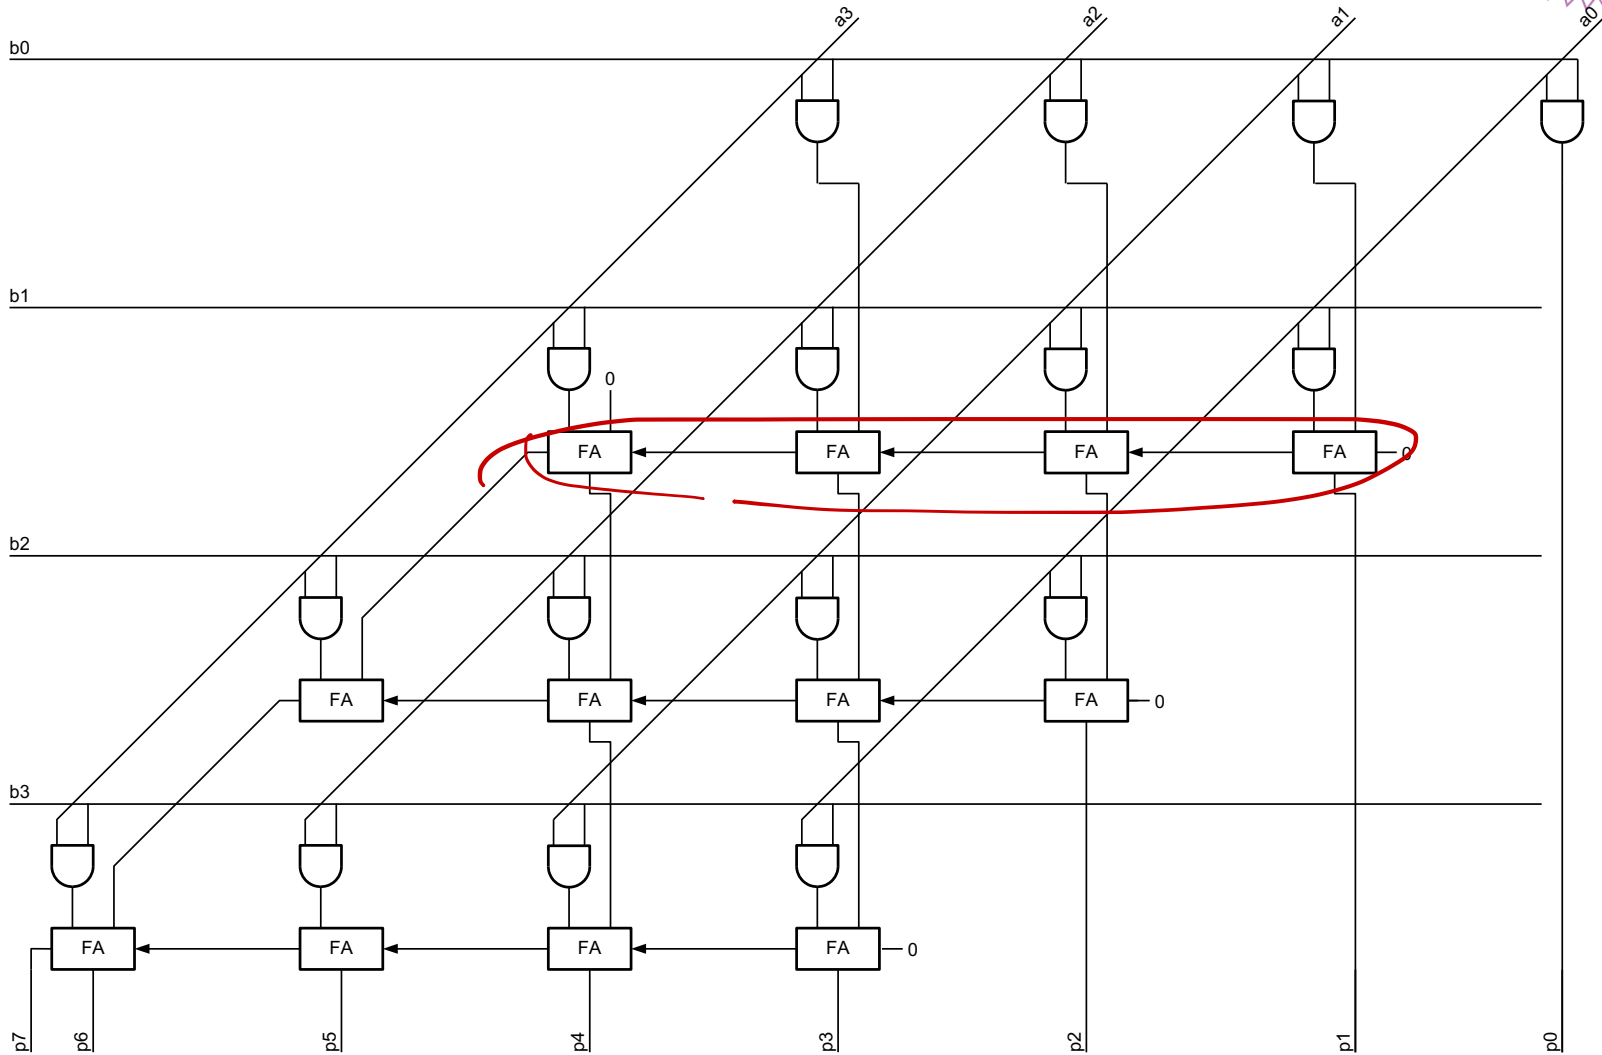 a3 a2 a1 a0
b0
b1
0
FA FA FA FA 0
b2
FA FA FA FA 0
b3
FA FA FA FA 0
p7 p6 p5 p4 p3 p2 p1 p0